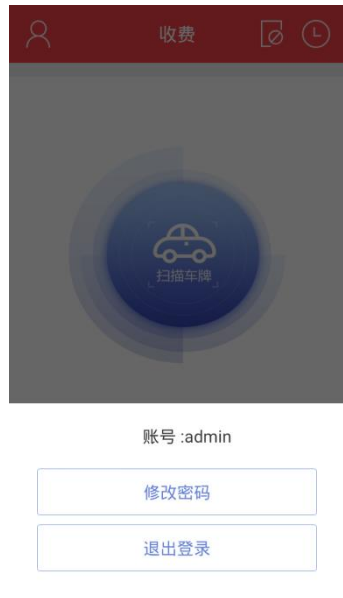 收费
扫描车牌
账号 :admin
修改密码
退出登录